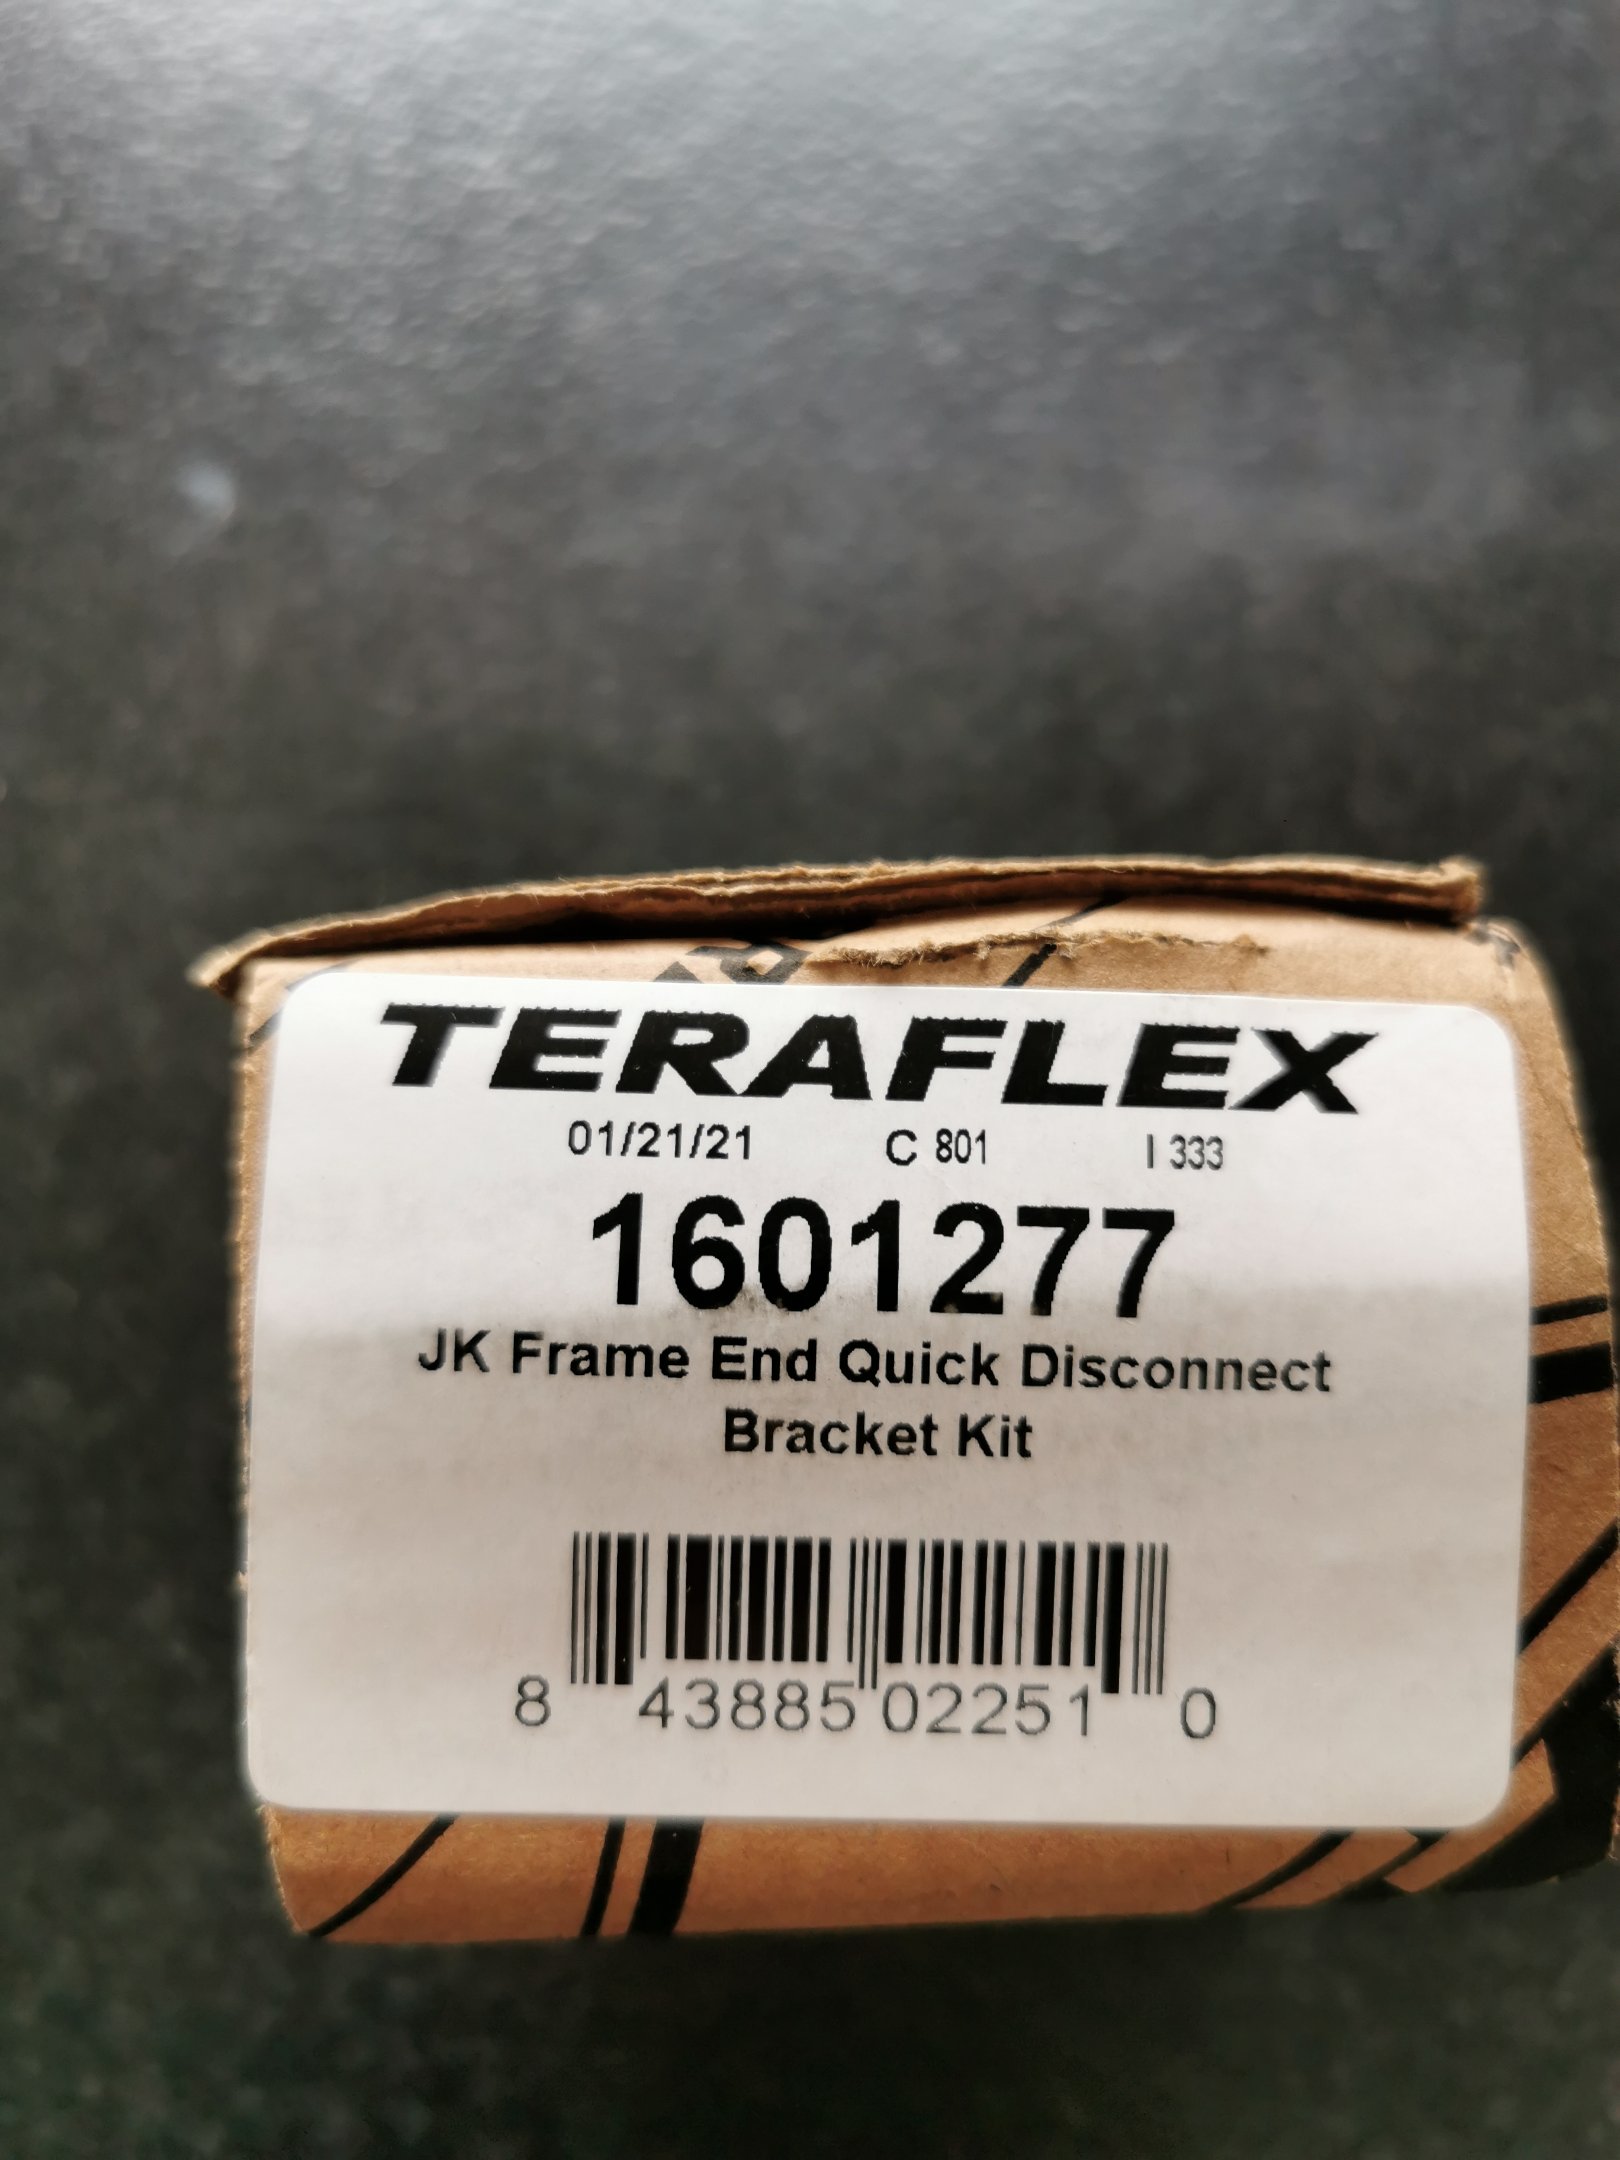 TERAFLEX
01/21/21 C 801 I 333
1601277
JK Frame End Quick Disconnect
Bracket Kit
8 43885 02251 0